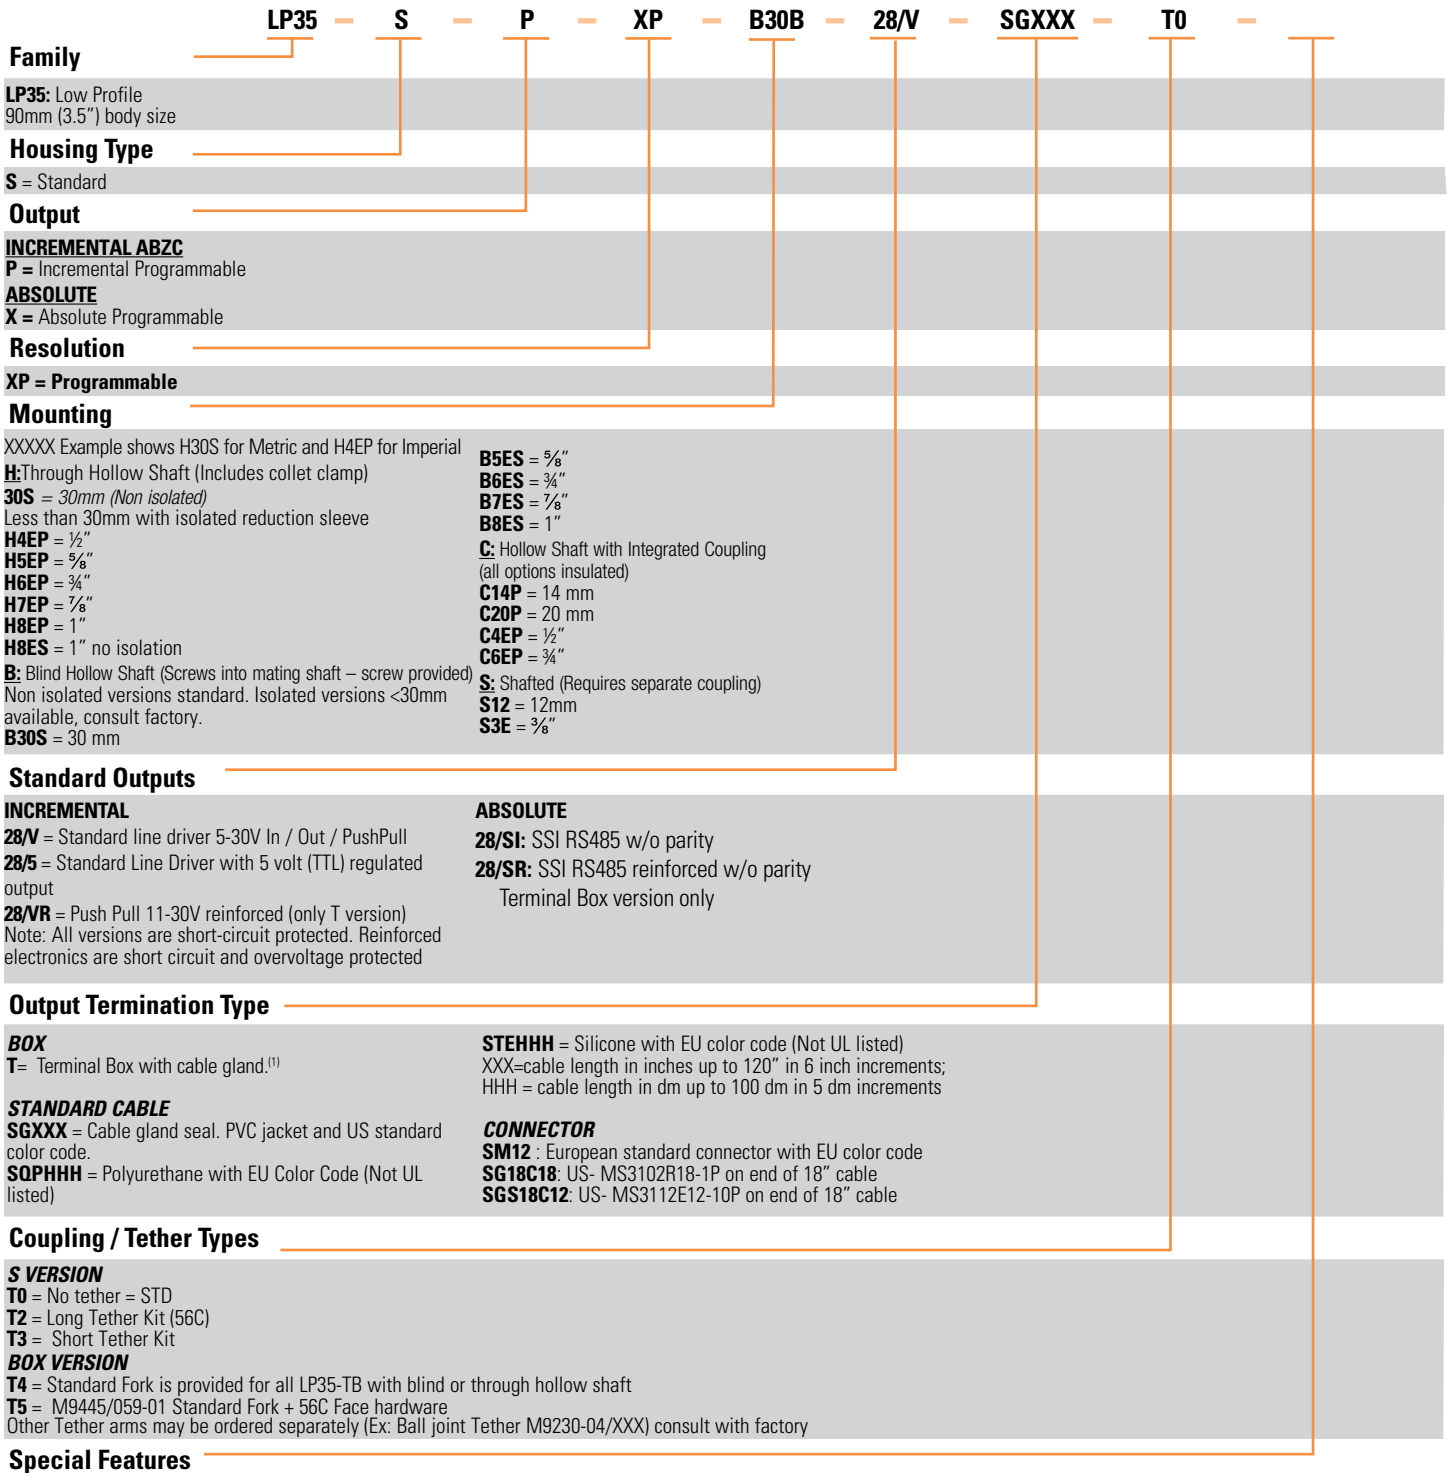 LP35 – S – P – XP – B30B – 28/V – SGXXX – T0 –
Family
LP35: Low Profile
90mm (3.5") body size
Housing Type
S = Standard
Output
INCREMENTAL ABZC
P = Incremental Programmable
ABSOLUTE
X = Absolute Programmable
Resolution
XP = Programmable
Mounting
XXXXX Example shows H30S for Metric and H4EP for Imperial
H:Through Hollow Shaft (Includes collet clamp)
30S = 30mm (Non isolated)
Less than 30mm with isolated reduction sleeve
H4EP = ½"
H5EP = ⅝"
H6EP = ¾"
H7EP = ⅞"
H8EP = 1"
H8ES = 1" no isolation
B: Blind Hollow Shaft (Screws into mating shaft – screw provided)
Non isolated versions standard. Isolated versions <30mm
available, consult factory.
B30S = 30 mm
B5ES = ⅝"
B6ES = ¾"
B7ES = ⅞"
B8ES = 1"
C: Hollow Shaft with Integrated Coupling
(all options insulated)
C14P = 14 mm
C20P = 20 mm
C4EP = ½"
C6EP = ¾"
S: Shafted (Requires separate coupling)
S12 = 12mm
S3E = ⅜"
Standard Outputs
INCREMENTAL
28/V = Standard line driver 5-30V In / Out / PushPull
28/5 = Standard Line Driver with 5 volt (TTL) regulated
output
28/VR = Push Pull 11-30V reinforced (only T version)
Note: All versions are short-circuit protected. Reinforced
electronics are short circuit and overvoltage protected
ABSOLUTE
28/SI: SSI RS485 w/o parity
28/SR: SSI RS485 reinforced w/o parity
Terminal Box version only
Output Termination Type
BOX
T= Terminal Box with cable gland.(1)
STANDARD CABLE
SGXXX = Cable gland seal. PVC jacket and US standard
color code.
SQPHHH = Polyurethane with EU Color Code (Not UL
listed)
STEHHH = Silicone with EU color code (Not UL listed)
XXX=cable length in inches up to 120" in 6 inch increments;
HHH = cable length in dm up to 100 dm in 5 dm increments
CONNECTOR
SM12 : European standard connector with EU color code
SG18C18: US- MS3102R18-1P on end of 18" cable
SGS18C12: US- MS3112E12-10P on end of 18" cable
Coupling / Tether Types
S VERSION
T0 = No tether = STD
T2 = Long Tether Kit (56C)
T3 = Short Tether Kit
BOX VERSION
T4 = Standard Fork is provided for all LP35-TB with blind or through hollow shaft
T5 = M9445/059-01 Standard Fork + 56C Face hardware
Other Tether arms may be ordered separately (Ex: Ball joint Tether M9230-04/XXX) consult with factory
Special Features